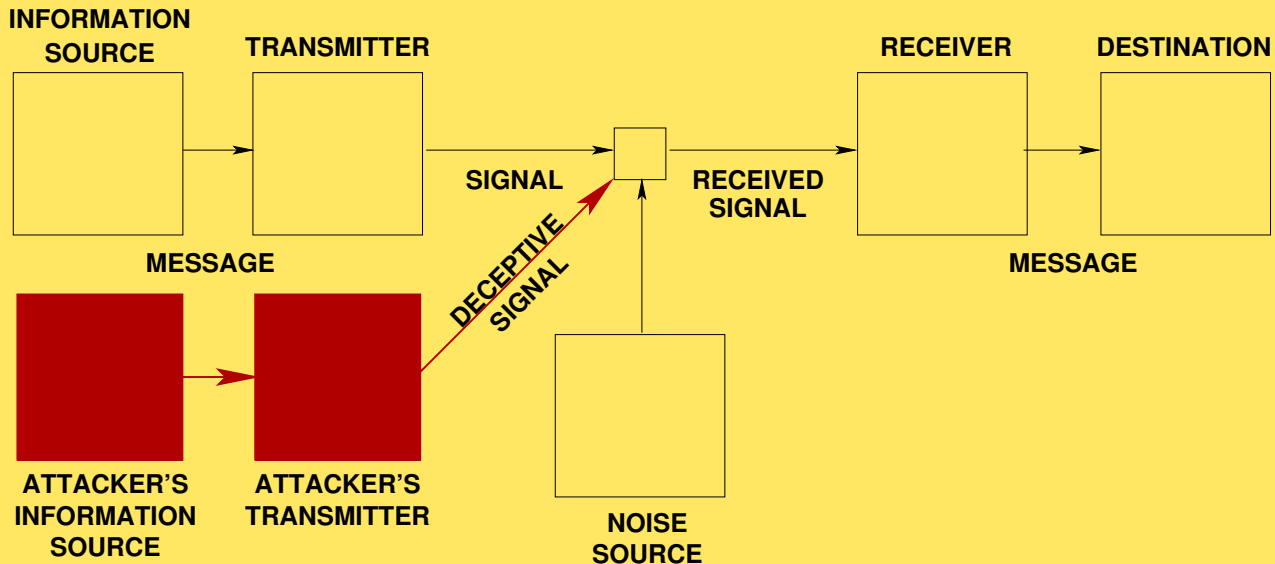 INFORMATION
SOURCE
TRANSMITTER
RECEIVER
DESTINATION
SIGNAL
RECEIVED
SIGNAL
MESSAGE
MESSAGE
DECEPTIVE
SIGNAL
ATTACKER'S
INFORMATION
SOURCE
ATTACKER'S
TRANSMITTER
NOISE
SOURCE